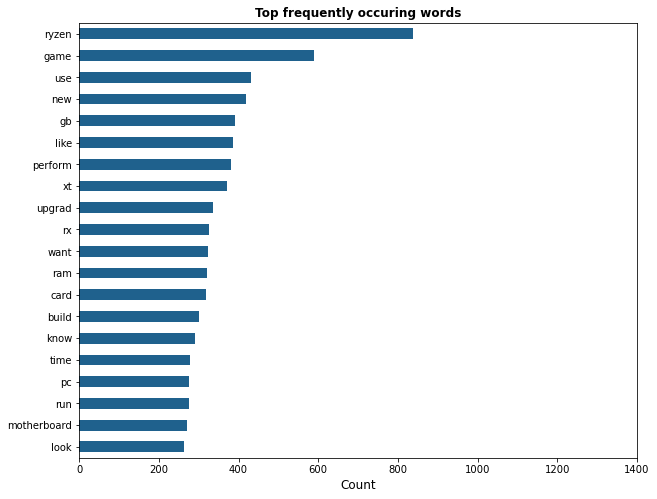 Top frequently occuring words
ryzen
game
use
new
gb
like
perform
xt
upgrad
rx
want
ram
card
build
know
time
pc
run
motherboard
look
0 200 400 600 800 1000 1200 1400
Count